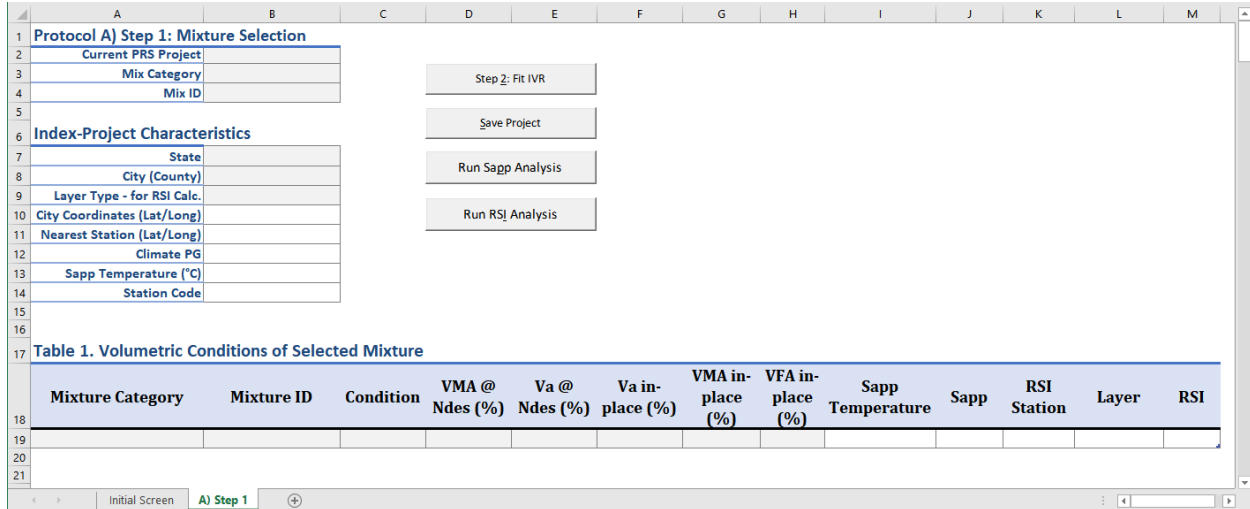 A B C D E F G H I J K L M
1 Protocol A) Step 1: Mixture Selection
2 Current PRS Project
3 Mix Category
4 Mix ID
5
6 Index-Project Characteristics
7 State
8 City (County)
9 Layer Type - for RSI Calc.
10 City Coordinates (Lat/Long)
11 Nearest Station (Lat/Long)
12 Climate PG
13 Sapp Temperature (°C)
14 Station Code
Step 2: Fit IVR
Save Project
Run Sapp Analysis
Run RSI Analysis
15
16
17 Table 1. Volumetric Conditions of Selected Mixture
18 Mixture Category Mixture ID Condition VMA @ Ndes (%) Va @ Ndes (%) Va in-place (%) VMA in-place (%) VFA in-place (%) Sapp Temperature Sapp RSI Station Layer RSI
19
20
21
Initial Screen A) Step 1